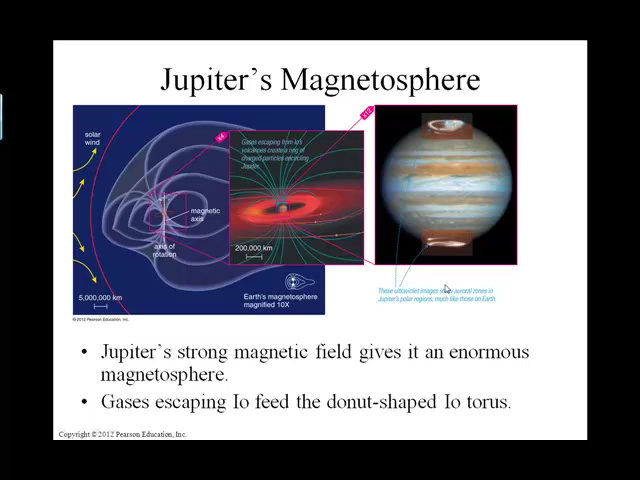 Jupiter's Magnetosphere
solar
wind
magnetic
axis
axis of
rotation
5,000,000 km
Earth's magnetosphere
magnified 10X
x6
Gases escaping from Io's
volcanoes create a ring of
charged particles encircling
Jupiter.
200,000 km
x12
These ultraviolet images show auroral zones in
Jupiter's polar regions, much like those on Earth
© 2012 Pearson Education, Inc.
• Jupiter's strong magnetic field gives it an enormous
magnetosphere.
• Gases escaping Io feed the donut-shaped Io torus.
Copyright © 2012 Pearson Education, Inc.